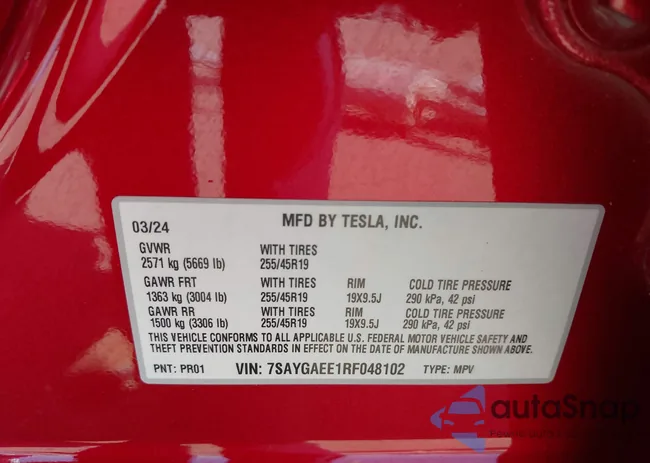 MFD BY TESLA, INC.
03/24
GVWR WITH TIRES
2571 kg (5669 lb) 255/45R19
GAWR FRT WITH TIRES RIM COLD TIRE PRESSURE
1363 kg (3004 lb) 255/45R19 19X9.5J 290 kPa, 42 psi
GAWR RR WITH TIRES RIM COLD TIRE PRESSURE
1500 kg (3306 lb) 255/45R19 19X9.5J 290 kPa, 42 psi
THIS VEHICLE CONFORMS TO ALL APPLICABLE U.S. FEDERAL MOTOR VEHICLE SAFETY AND
THEFT PREVENTION STANDARDS IN EFFECT ON THE DATE OF MANUFACTURE SHOWN ABOVE.
PNT: PR01 VIN: 7SAYGAEE1RF048102 TYPE: MPV
autaSnap